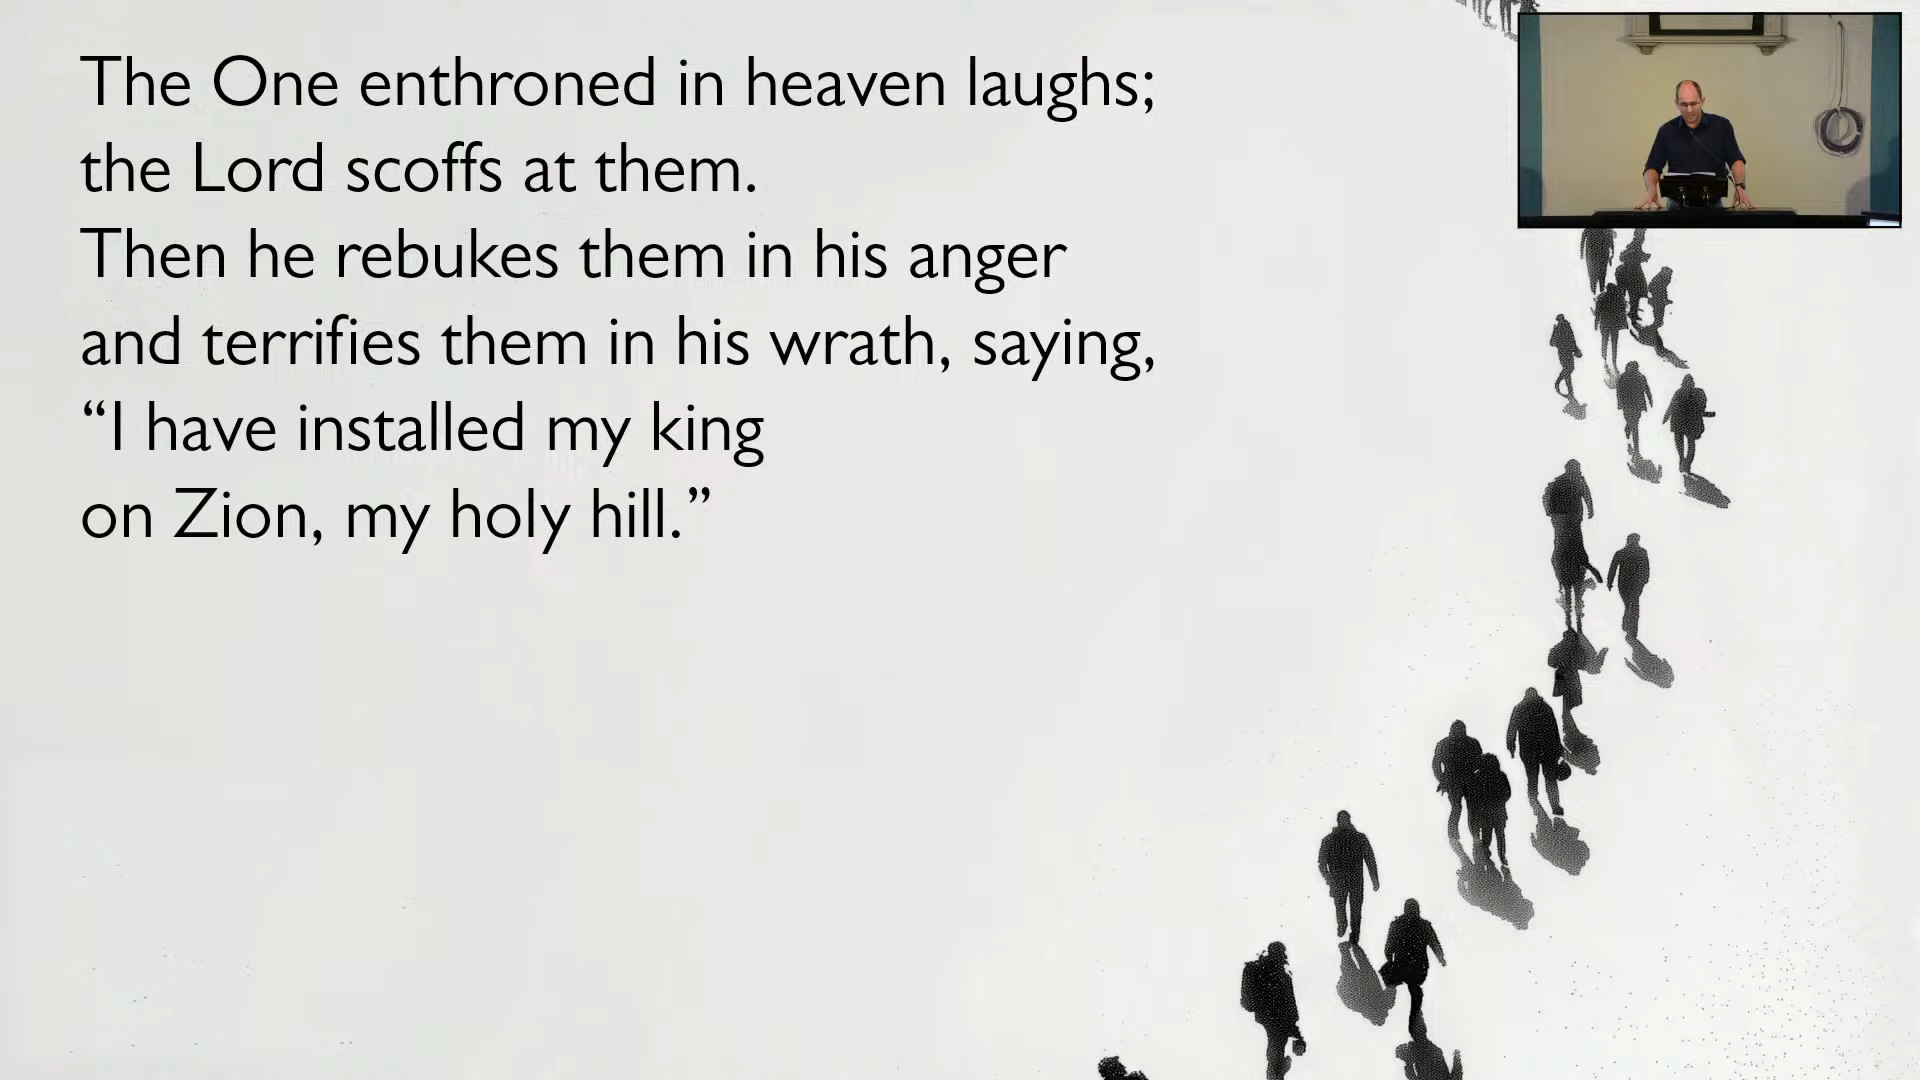 The One enthroned in heaven laughs;
the Lord scoffs at them.
Then he rebukes them in his anger
and terrifies them in his wrath, saying,
“I have installed my king
on Zion, my holy hill.”